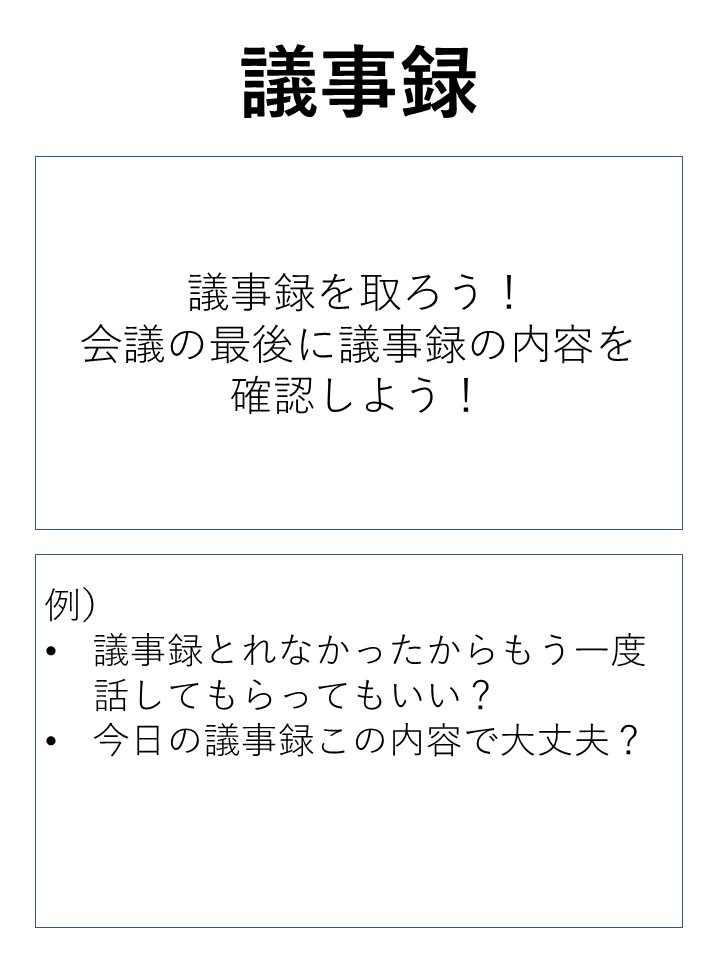 議事録
議事録を取ろう！
会議の最後に議事録の内容を
確認しよう！
例）
• 議事録とれなかったからもう一度
話してもらってもいい？
• 今日の議事録この内容で大丈夫？